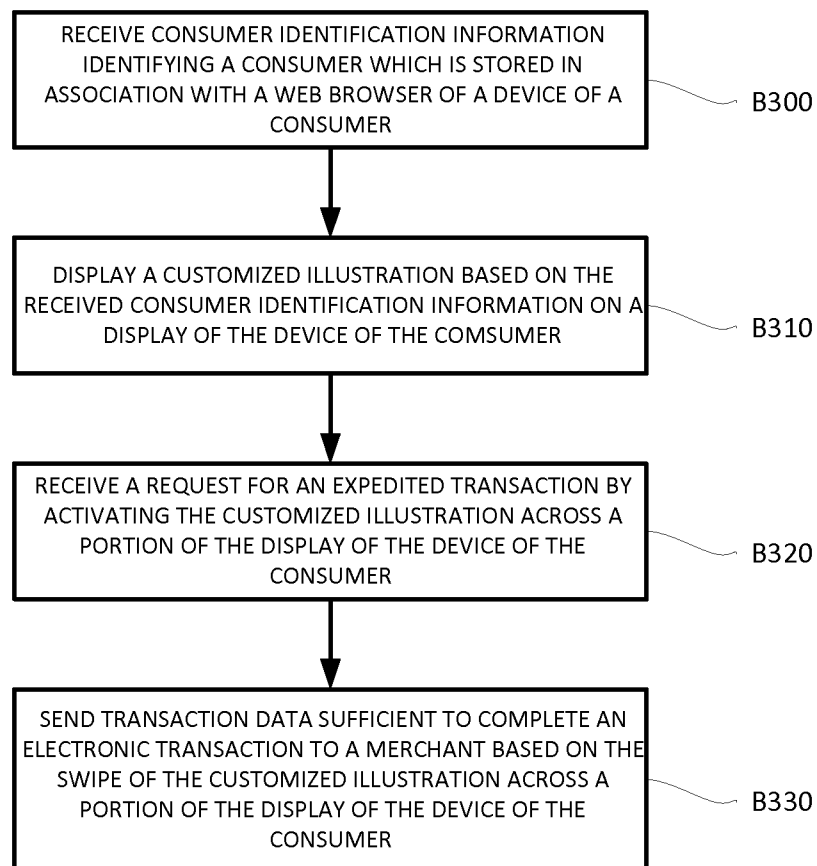 RECEIVE CONSUMER IDENTIFICATION INFORMATION
IDENTIFYING A CONSUMER WHICH IS STORED IN
ASSOCIATION WITH A WEB BROWSER OF A DEVICE OF A
CONSUMER
B300
DISPLAY A CUSTOMIZED ILLUSTRATION BASED ON THE
RECEIVED CONSUMER IDENTIFICATION INFORMATION ON A
DISPLAY OF THE DEVICE OF THE COMSUMER
B310
RECEIVE A REQUEST FOR AN EXPEDITED TRANSACTION BY
ACTIVATING THE CUSTOMIZED ILLUSTRATION ACROSS A
PORTION OF THE DISPLAY OF THE DEVICE OF THE
CONSUMER
B320
SEND TRANSACTION DATA SUFFICIENT TO COMPLETE AN
ELECTRONIC TRANSACTION TO A MERCHANT BASED ON THE
SWIPE OF THE CUSTOMIZED ILLUSTRATION ACROSS A
PORTION OF THE DISPLAY OF THE DEVICE OF THE
CONSUMER
B330